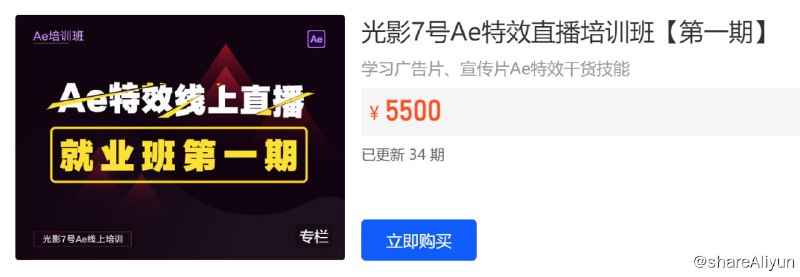 Ae培训班
Ae
Ae特效线上直播
就业班第一期
光影7号Ae线上培训
专栏
光影7号Ae特效直播培训班【第一期】
学习广告片、宣传片Ae特效干货技能
¥ 5500
已更新 34 期
立即购买
@shareAliyun